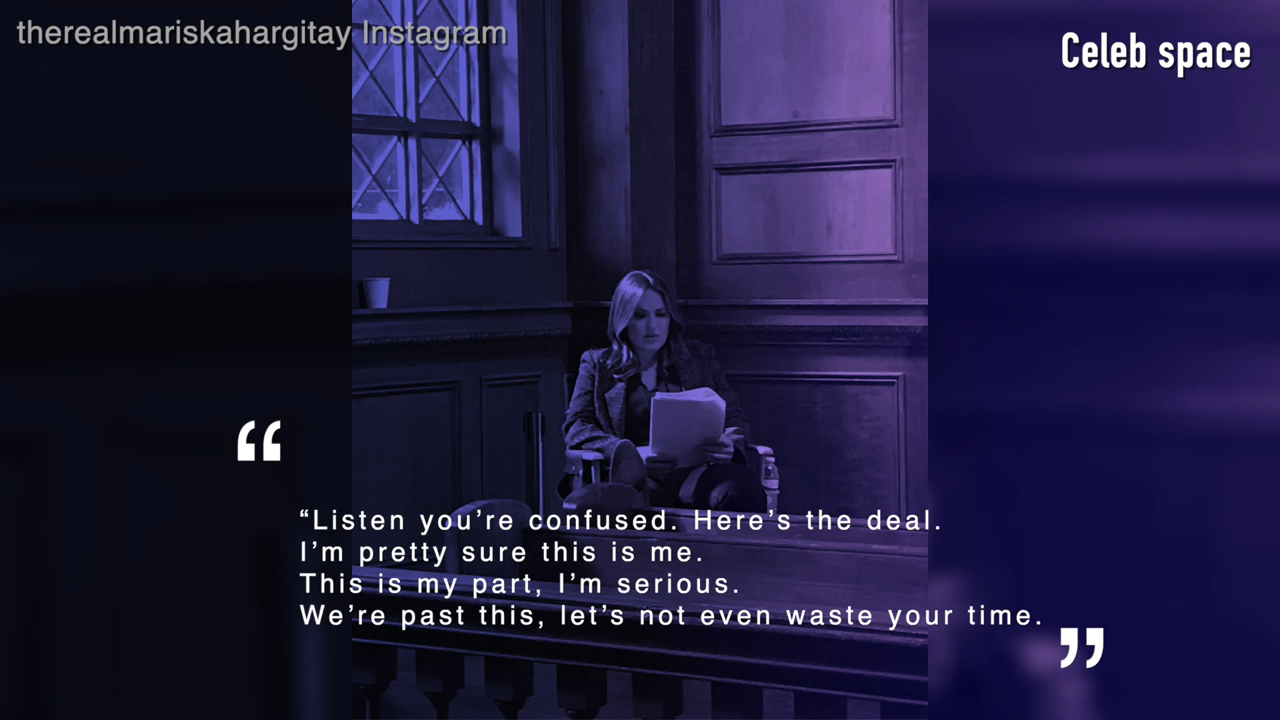 therealmariskahargitay Instagram
Celeb space
“
“Listen you’re confused. Here’s the deal.
I’m pretty sure this is me.
This is my part, I’m serious.
We’re past this, let’s not even waste your time.
”